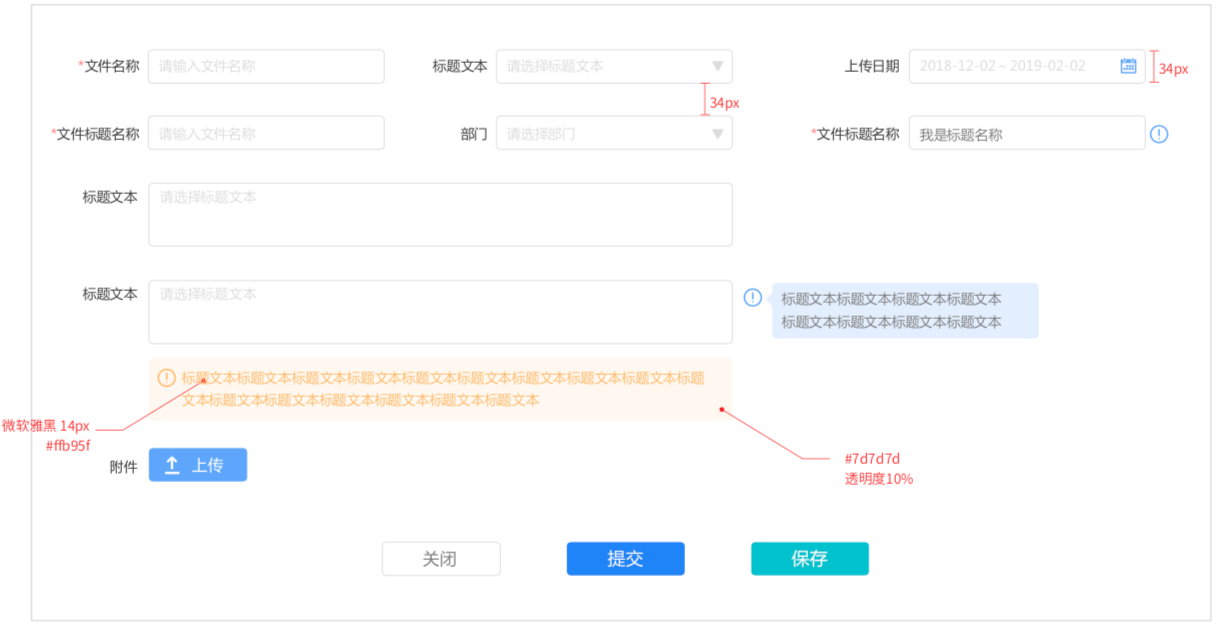 *文件名称 请输入文件名称 标题文本 请选择标题文本 上传日期 2018-12-02 ~ 2019-02-02 34px
34px
*文件标题名称 请输入文件名称 部门 请选择部门 *文件标题名称 我是标题名称
标题文本 请选择标题文本
标题文本 请选择标题文本
标题文本标题文本标题文本标题文本
标题文本标题文本标题文本标题文本
标题文本标题文本标题文本标题文本标题文本标题文本标题文本标题文本标题文本标题
文本标题文本标题文本标题文本标题文本标题文本标题文本
微软雅黑 14px
#ffb95f
#7d7d7d
透明度10%
附件 上传
关闭 提交 保存